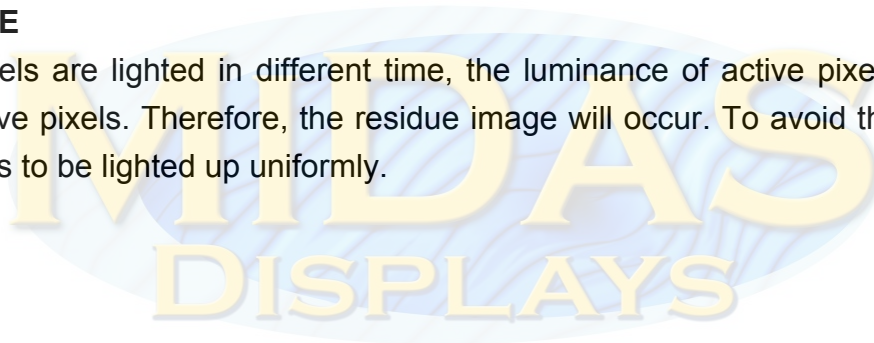 E
els are lighted in different time, the luminance of active pixe
ve pixels. Therefore, the residue image will occur. To avoid th
s to be lighted up uniformly.
MIDAS
DISPLAYS